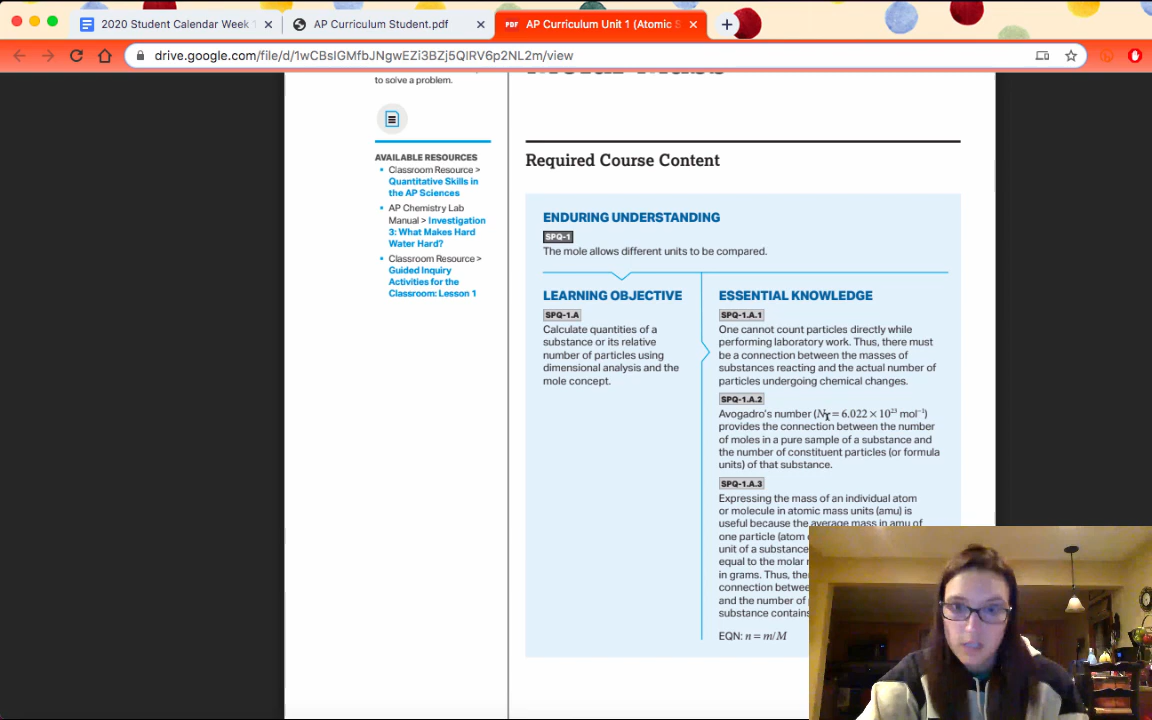 2020 Student Calendar Week
AP Curriculum Student.pdf
PDF AP Curriculum Unit 1 (Atomic S
drive.google.com/file/d/1wCBsIGMfbJNgwEZi3BZj5QlRV6p2NL2m/view
to solve a problem.
AVAILABLE RESOURCES
• Classroom Resource >
Quantitative Skills in
the AP Sciences
• AP Chemistry Lab
Manual > Investigation
3: What Makes Hard
Water Hard?
• Classroom Resource >
Guided Inquiry
Activities for the
Classroom: Lesson 1
Required Course Content
ENDURING UNDERSTANDING
SPQ-1
The mole allows different units to be compared.
LEARNING OBJECTIVE
SPQ-1.A
Calculate quantities of a
substance or its relative
number of particles using
dimensional analysis and the
mole concept.
ESSENTIAL KNOWLEDGE
SPQ-1.A.1
One cannot count particles directly while
performing laboratory work. Thus, there must
be a connection between the masses of
substances reacting and the actual number of
particles undergoing chemical changes.
SPQ-1.A.2
Avogadro's number (N = 6.022 × 10²³ mol⁻¹)
provides the connection between the number
of moles in a pure sample of a substance and
the number of constituent particles (or formula
units) of that substance.
SPQ-1.A.3
Expressing the mass of an individual atom
or molecule in atomic mass units (amu) is
useful because the average mass in amu of
one particle (atom
unit of a substance
equal to the molar
in grams. Thus,
connection
and the number of
substance
EQN: n = m/M